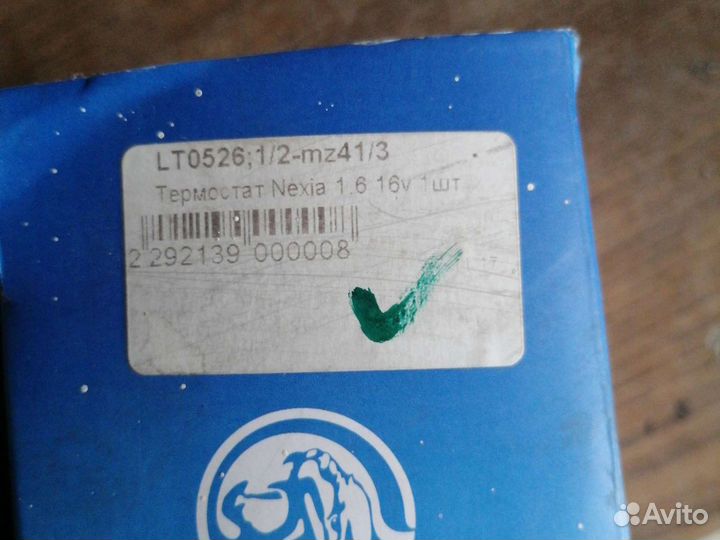 LT0526;1/2-mz41/3
Термостат Nexia 1.6 16v 1шт
2 292139 000008
Avito